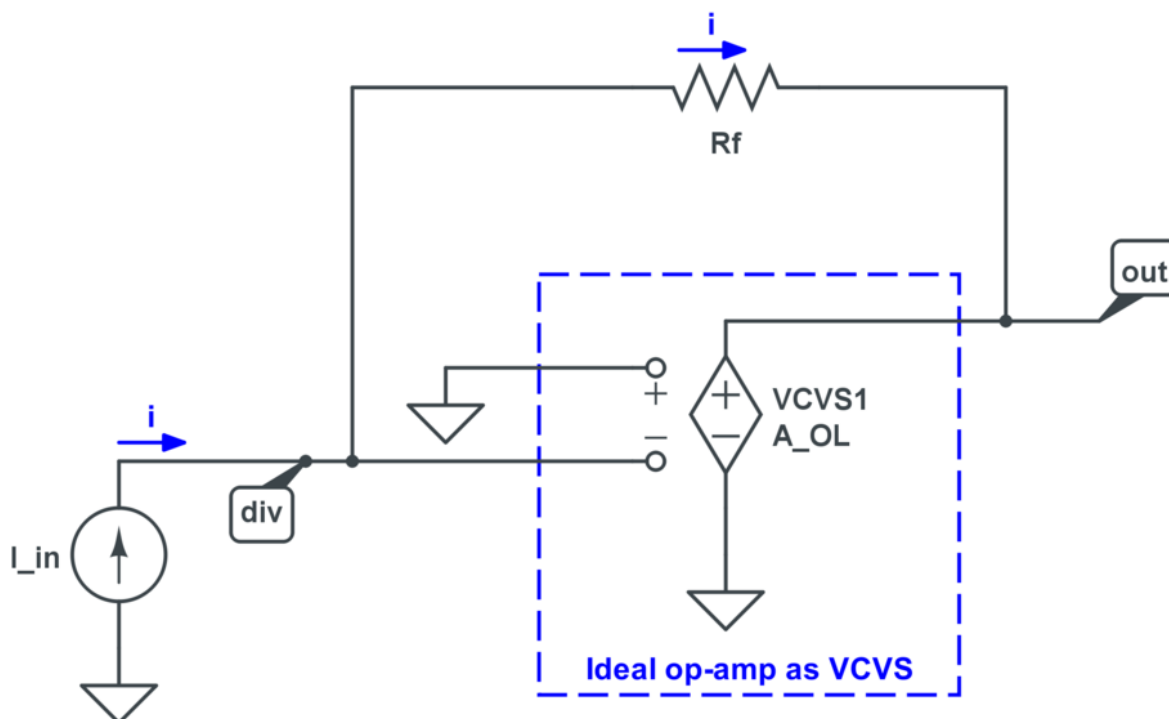 i
Rf
out
+
+
VCVS1
−
−
A_OL
i
div
I_in
Ideal op-amp as VCVS